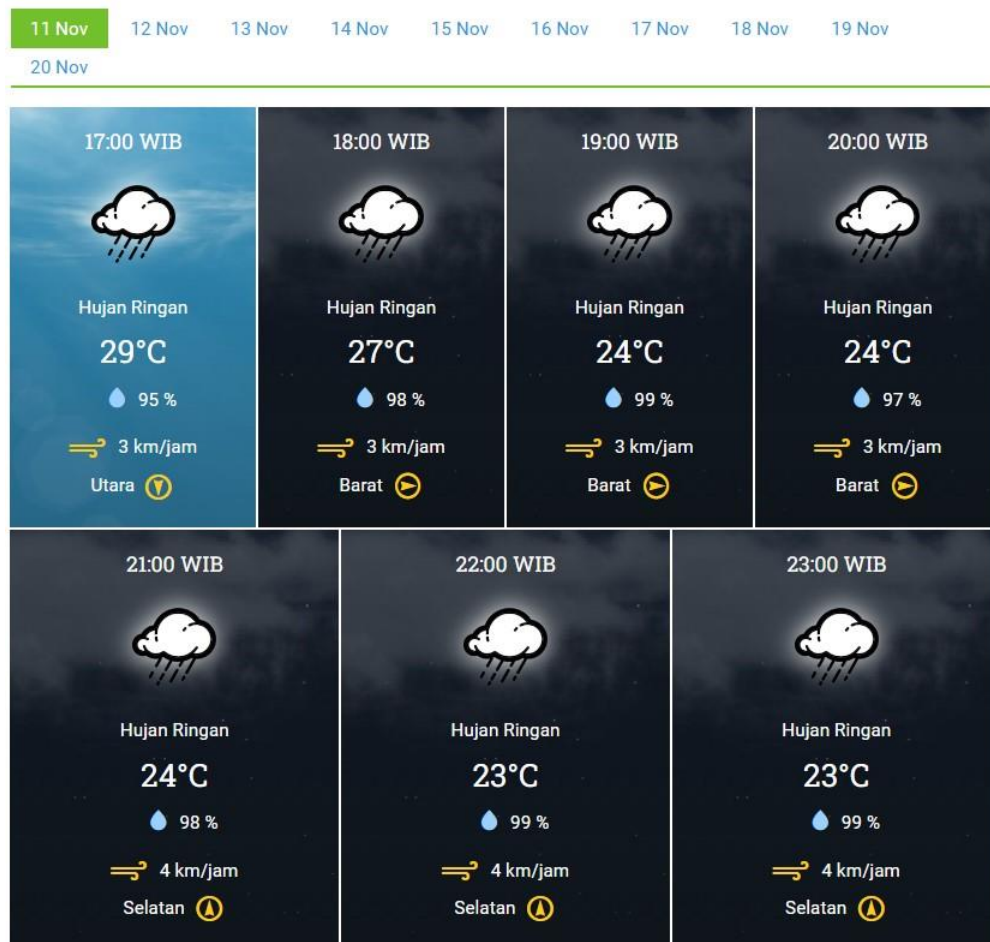 11 Nov 12 Nov 13 Nov 14 Nov 15 Nov 16 Nov 17 Nov 18 Nov 19 Nov
20 Nov
17:00 WIB
Hujan Ringan
29°C
95 %
3 km/jam
Utara
18:00 WIB
Hujan Ringan
27°C
98 %
3 km/jam
Barat
19:00 WIB
Hujan Ringan
24°C
99 %
3 km/jam
Barat
20:00 WIB
Hujan Ringan
24°C
97 %
3 km/jam
Barat
21:00 WIB
Hujan Ringan
24°C
98 %
4 km/jam
Selatan
22:00 WIB
Hujan Ringan
23°C
99 %
4 km/jam
Selatan
23:00 WIB
Hujan Ringan
23°C
99 %
4 km/jam
Selatan